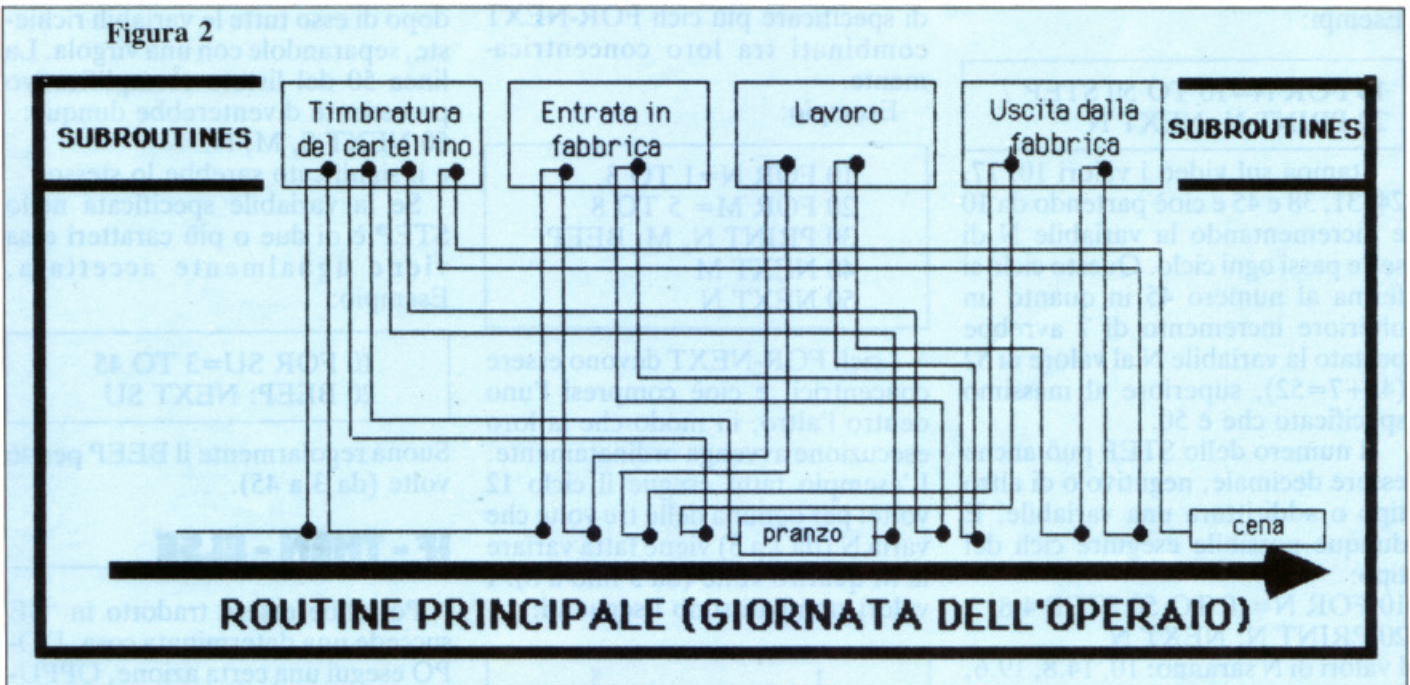 Figura 2
SUBROUTINES
Timbratura
del cartellino
Entrata in
fabbrica
Lavoro
Uscita dalla
fabbrica
SUBROUTINES
pranzo
cena
ROUTINE PRINCIPALE (GIORNATA DELL'OPERAIO)